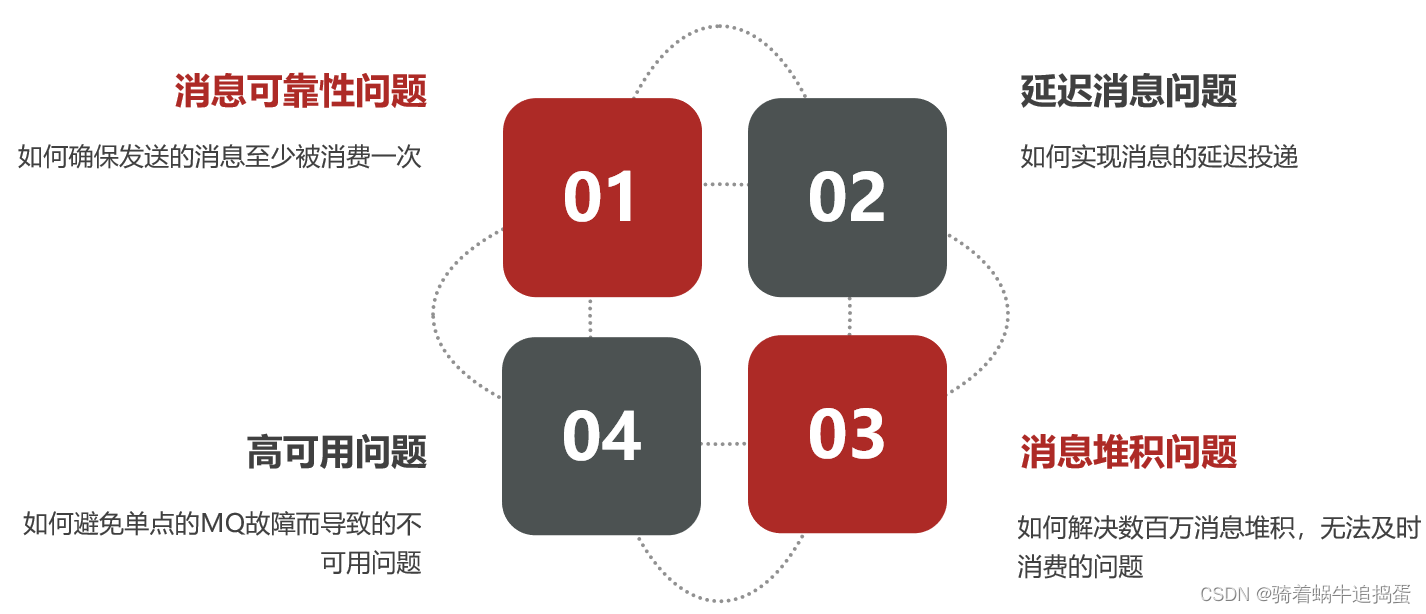 消息可靠性问题
如何确保发送的消息至少被消费一次
01
02
延迟消息问题
如何实现消息的延迟投递
高可用问题
如何避免单点的MQ故障而导致的不
可用问题
04
03
消息堆积问题
如何解决数百万消息堆积，无法及时
消费的问题
CSDN @骑着蜗牛追捣蛋